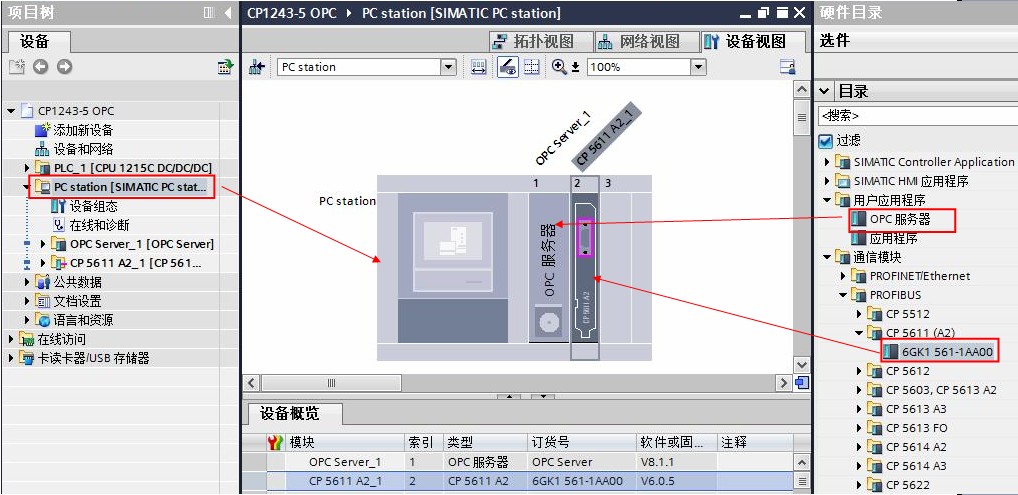 项目树
设备
CP1243-5 OPC
添加新设备
设备和网络
PLC_1 [CPU 1215C DC/DC/DC]
PC station [SIMATIC PC stat...
设备组态
在线和诊断
OPC Server_1 [OPC Server]
CP 5611 A2_1 [CP 561...
公共数据
文档设置
语言和资源
在线访问
卡读卡器/USB 存储器
CP1243-5 OPC PC station [SIMATIC PC station]
拓扑视图 网络视图 设备视图
PC station 100%
OPC Server_1
CP 5611 A2_1
1 2 3
PC station
OPC 服务器
CP 5611 A2
设备概览
模块 索引 类型 订货号 软件或固... 注释
OPC Server_1 1 OPC 服务器 OPC Server V8.1.1
CP 5611 A2_1 2 CP 5611 A2 6GK1 561-1AA00 V6.0.5
硬件目录
选件
目录
<搜索>
过滤
SIMATIC Controller Application
SIMATIC HMI 应用程序
用户应用程序
OPC 服务器
应用程序
通信模块
PROFINET/Ethernet
PROFIBUS
CP 5512
CP 5611 (A2)
6GK1 561-1AA00
CP 5612
CP 5603, CP 5613 A2
CP 5613 A3
CP 5613 FO
CP 5614 A2
CP 5614 A3
CP 5622